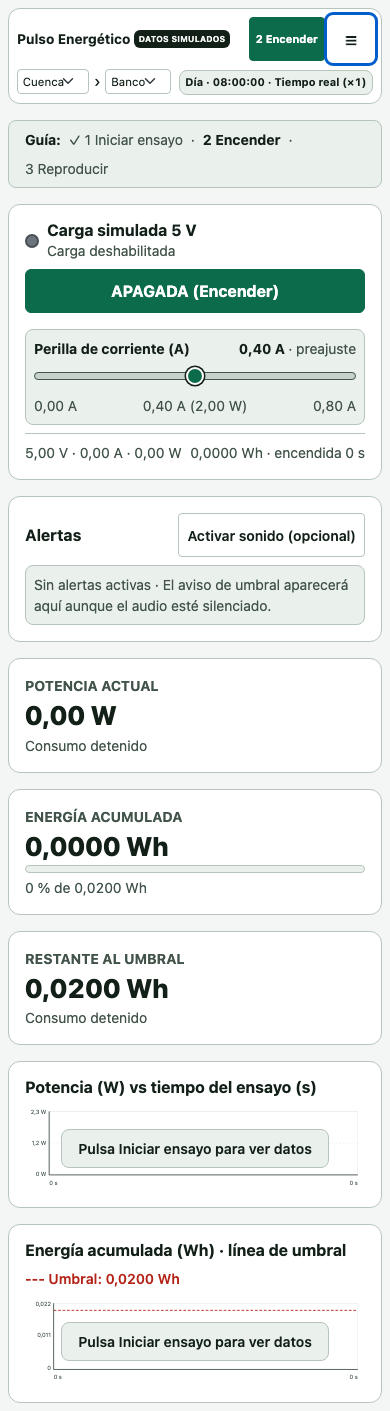 Pulso Energético DATOS SIMULADOS 2 Encender ≡
Cuenca › Banco Día · 08:00:00 · Tiempo real (×1)
Guía: ✓ 1 Iniciar ensayo · 2 Encender ·
3 Reproducir
Carga simulada 5 V
Carga deshabilitada
APAGADA (Encender)
Perilla de corriente (A) 0,40 A · preajuste
0,00 A 0,40 A (2,00 W) 0,80 A
5,00 V · 0,00 A · 0,00 W 0,0000 Wh · encendida 0 s
Alertas Activar sonido (opcional)
Sin alertas activas · El aviso de umbral aparecerá
aquí aunque el audio esté silenciado.
POTENCIA ACTUAL
0,00 W
Consumo detenido
ENERGÍA ACUMULADA
0,0000 Wh
0 % de 0,0200 Wh
RESTANTE AL UMBRAL
0,0200 Wh
Consumo detenido
Potencia (W) vs tiempo del ensayo (s)
2,3 W
1,2 W
Pulsa Iniciar ensayo para ver datos
0 W
0 s 0 s
Energía acumulada (Wh) · línea de umbral
--- Umbral: 0,0200 Wh
0,022
0,011
Pulsa Iniciar ensayo para ver datos
0
0 s 0 s